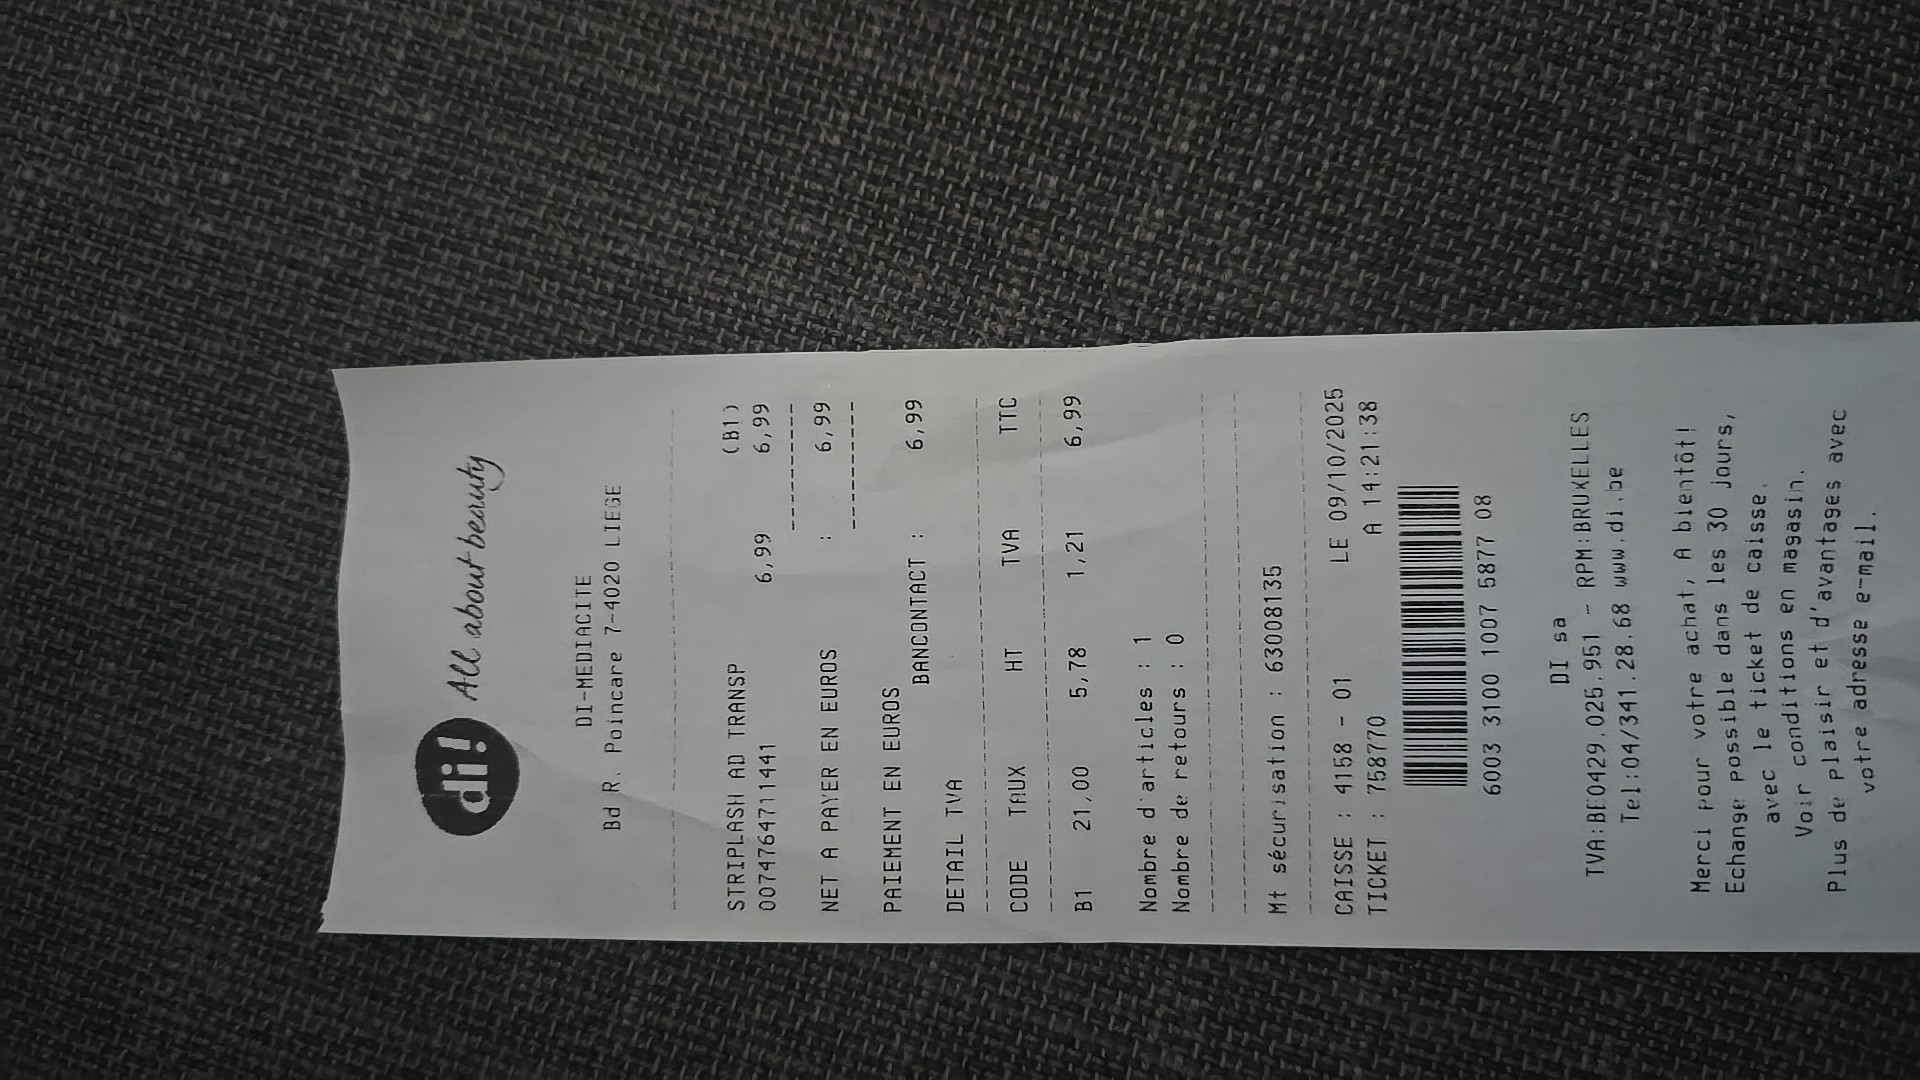 di! All about beauty
DI-MEDIACITE
Bd R. Poincare 7-4020 LIEGE
(B1)
STRIPLASH AD TRANSP
007476471144​1 6,99 6,99
NET A PAYER EN EUROS : 6,99
PAIEMENT EN EUROS
BANCONTACT : 6,99
DETAIL TVA
CODE TAUX HT TVA TTC
B1 21,00 5,78 1,21 6,99
Nombre d'articles : 1
Nombre de retours : 0
Mt sécurisation : 63008135
CAISSE : 4158 - 01 LE 09/10/2025
TICKET : 758770 A 14:21:38
6003 3100 1007 5877 08
DI sa
TVA:BE0429.025.951 - RPM:BRUXELLES
Tel:04/341.28.68 www.di.be
Merci pour votre achat, A bientôt!
Echange possible dans les 30 jours,
avec le ticket de caisse.
Voir conditions en magasin.
Plus de plaisir et d'avantages avec
votre adresse e-mail.